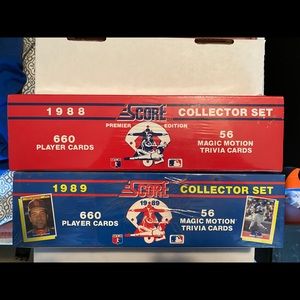 1988
SCORE
COLLECTOR SET
PREMIER EDITION
660
PLAYER CARDS
56
MAGIC MOTION
TRIVIA CARDS
1989
SCORE
COLLECTOR SET
1989
660
PLAYER CARDS
56
MAGIC MOTION
TRIVIA CARDS